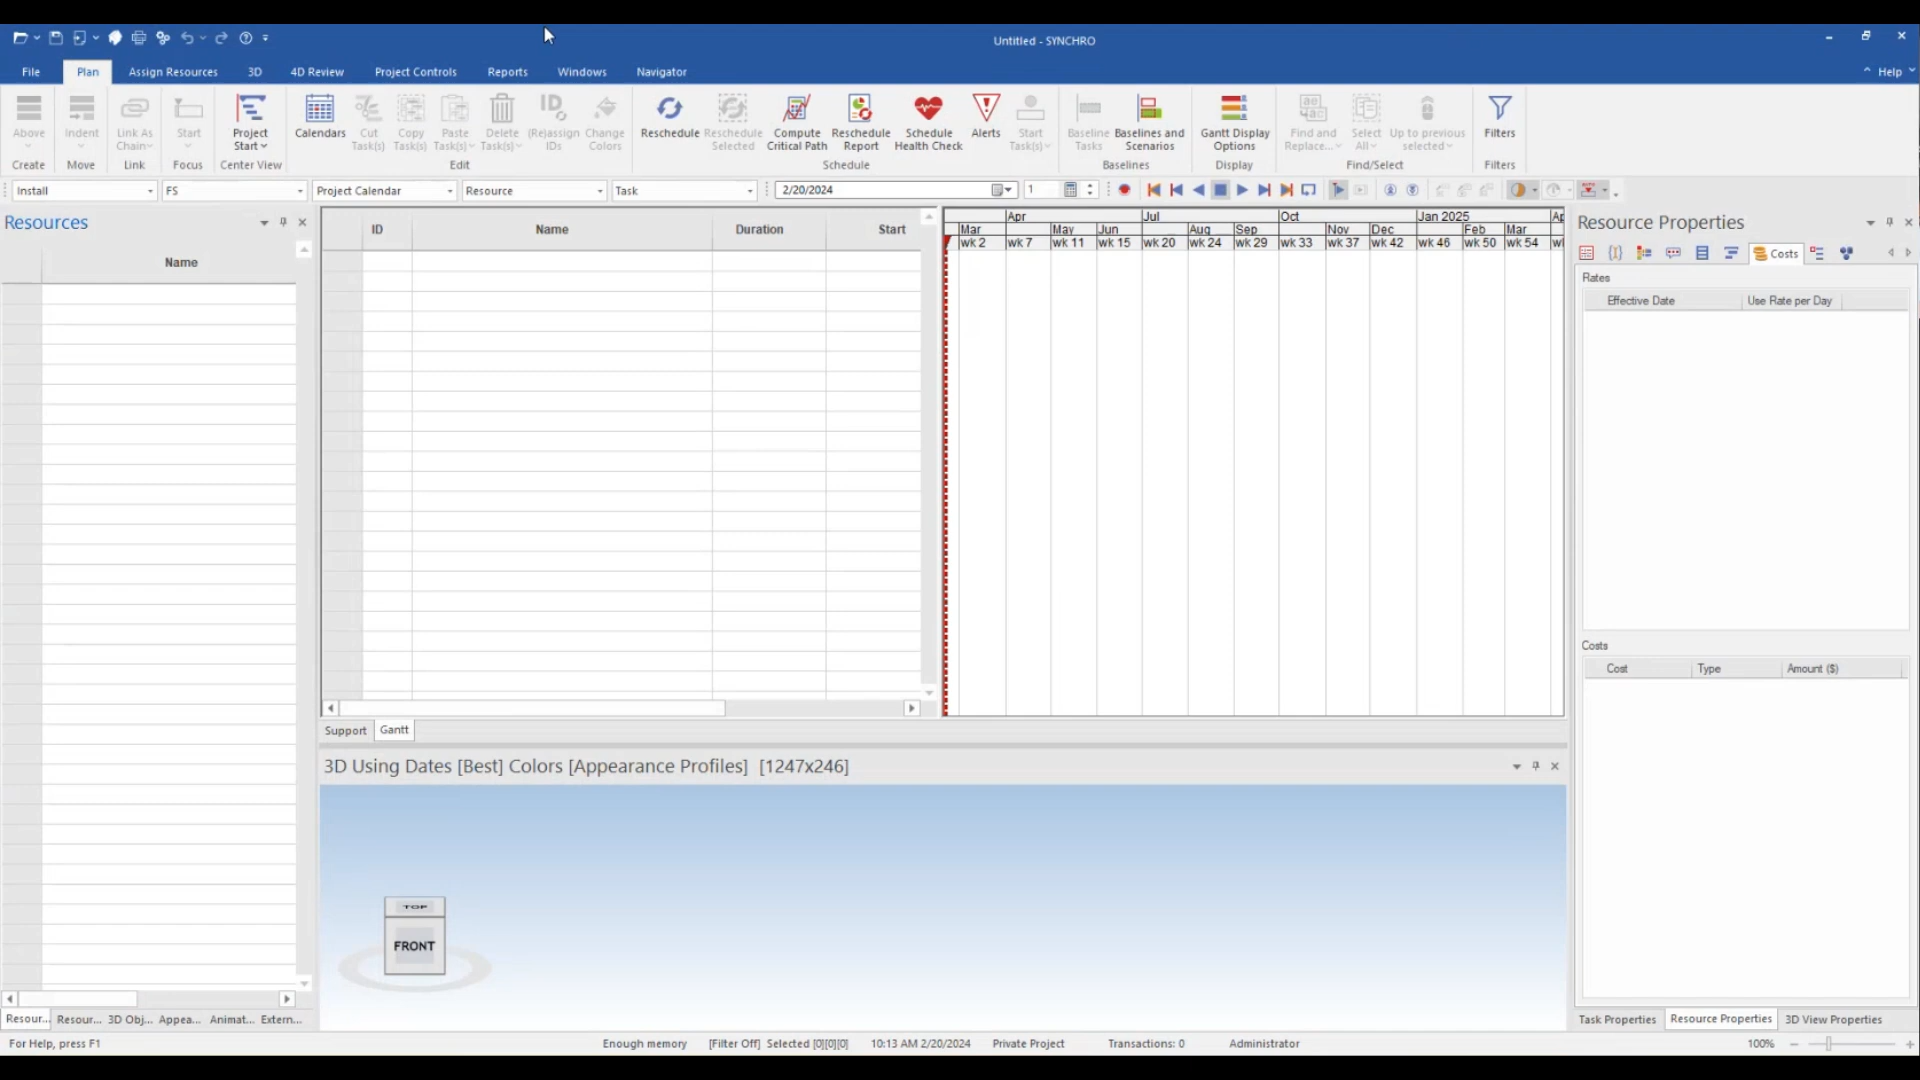 Untitled - SYNCHRO
File Plan Assign Resources 3D 4D Review Project Controls Reports Windows Navigator Help
Above Indent Link As Chain Start Project Start Calendars Cut Task(s) Copy Task(s) Paste Task(s) Delete Task(s) (Re)assign IDs Change Colors Reschedule Reschedule Selected Compute Critical Path Reschedule Report Schedule Health Check Alerts Start Task(s) Baseline Tasks Baselines and Scenarios Gantt Display Options Find and Replace... Select All Up to previous selected Filters
Create Move Link Focus Center View Edit Schedule Baselines Display Find/Select Filters
Install FS Project Calendar Resource Task 2/20/2024 1
Resources
Name
ID Name Duration Start
Apr Jul Oct Jan 2025
Mar May Jun Aug Sep Nov Dec Feb Mar
wk 2 wk 7 wk 11 wk 15 wk 20 wk 24 wk 29 wk 33 wk 37 wk 42 wk 46 wk 50 wk 54
Resource Properties
Costs
Rates
Effective Date Use Rate per Day
Costs
Cost Type Amount ($)
Support Gantt
3D Using Dates [Best] Colors [Appearance Profiles] [1247x246]
TOP
FRONT
Resour... Resour... 3D Obj... Appea... Animat... Extern...
Task Properties Resource Properties 3D View Properties
For Help, press F1 Enough memory [Filter Off] Selected [0][0][0] 10:13 AM 2/20/2024 Private Project Transactions: 0 Administrator 100%